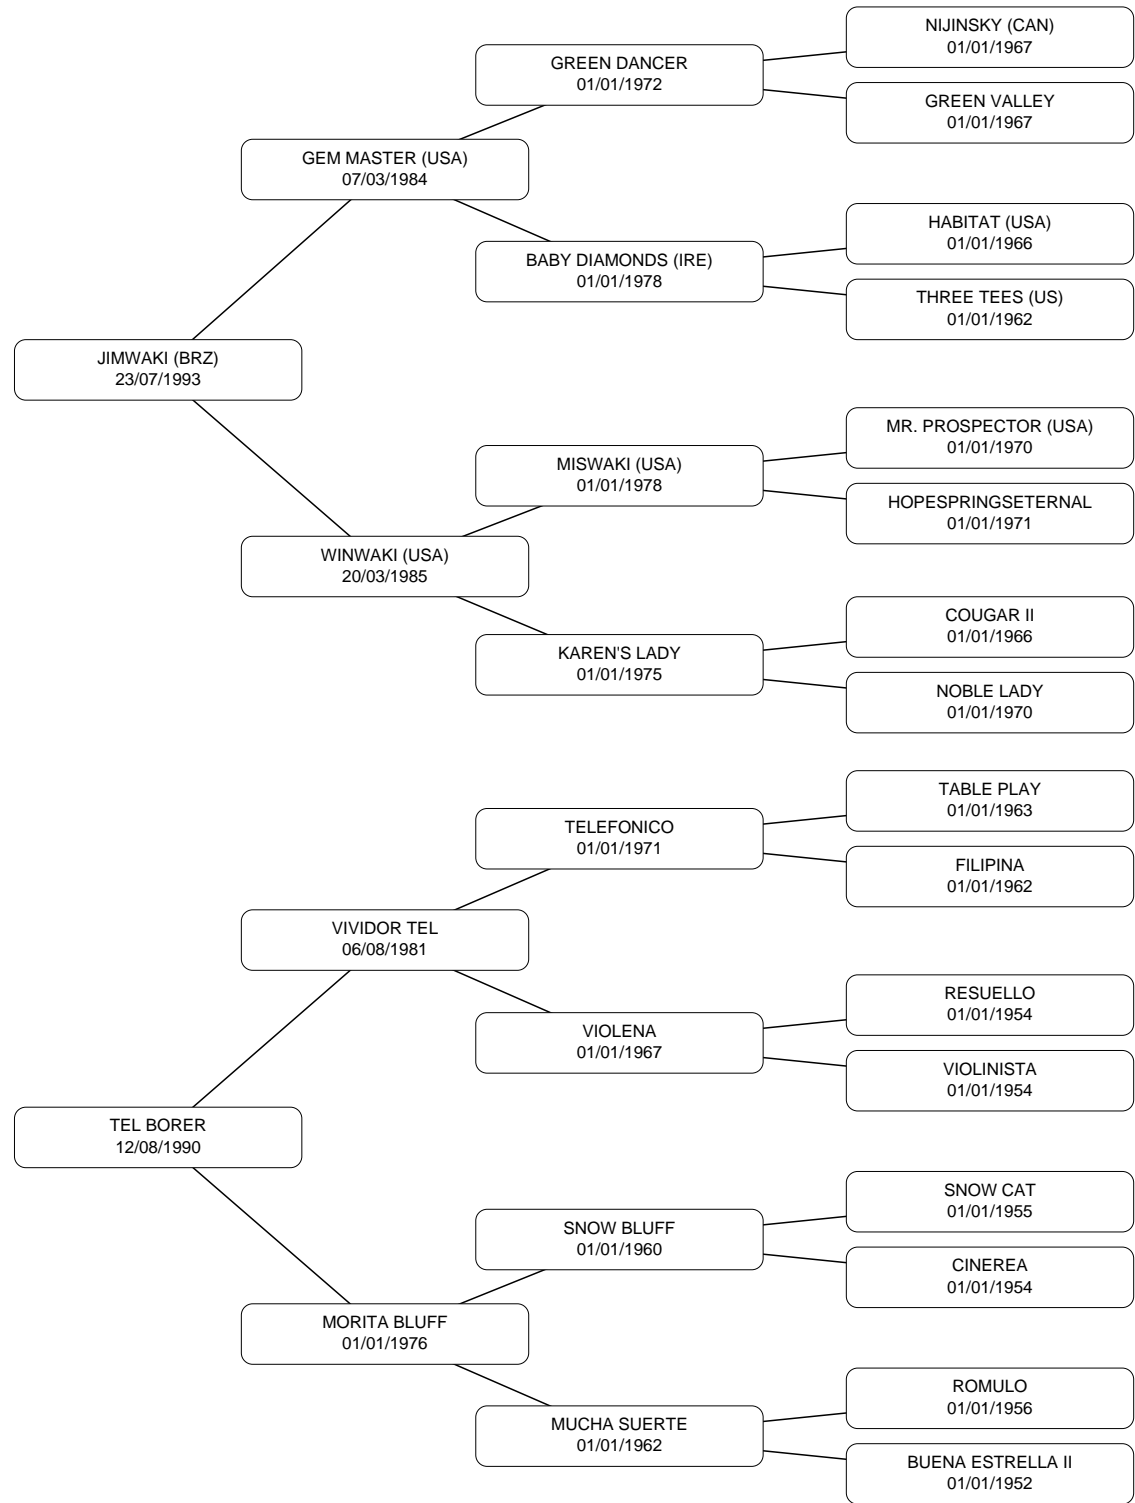 NIJINSKY (CAN)
01/01/1967
GREEN DANCER
01/01/1972
GREEN VALLEY
01/01/1967
GEM MASTER (USA)
07/03/1984
HABITAT (USA)
01/01/1966
BABY DIAMONDS (IRE)
01/01/1978
THREE TEES (US)
01/01/1962
JIMWAKI (BRZ)
23/07/1993
MR. PROSPECTOR (USA)
01/01/1970
MISWAKI (USA)
01/01/1978
HOPESPRINGSETERNAL
01/01/1971
WINWAKI (USA)
20/03/1985
COUGAR II
01/01/1966
KAREN'S LADY
01/01/1975
NOBLE LADY
01/01/1970
TABLE PLAY
01/01/1963
TELEFONICO
01/01/1971
FILIPINA
01/01/1962
VIVIDOR TEL
06/08/1981
RESUELLO
01/01/1954
VIOLENA
01/01/1967
VIOLINISTA
01/01/1954
TEL BORER
12/08/1990
SNOW CAT
01/01/1955
SNOW BLUFF
01/01/1960
CINEREA
01/01/1954
MORITA BLUFF
01/01/1976
ROMULO
01/01/1956
MUCHA SUERTE
01/01/1962
BUENA ESTRELLA II
01/01/1952